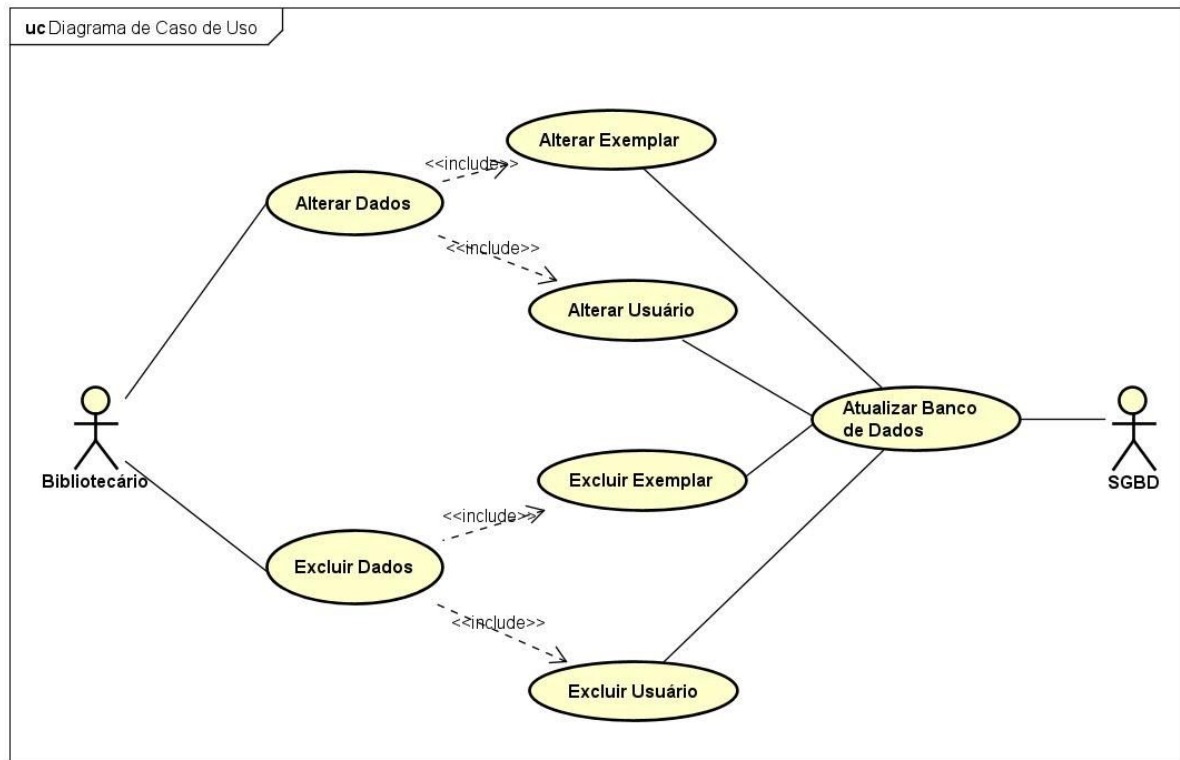 uc Diagrama de Caso de Uso
Alterar Exemplar
<<include>>
Alterar Dados
<<include>>
Alterar Usuário
Atualizar Banco
de Dados
Bibliotecário
SGBD
Excluir Exemplar
<<include>>
Excluir Dados
<<include>>
Excluir Usuário